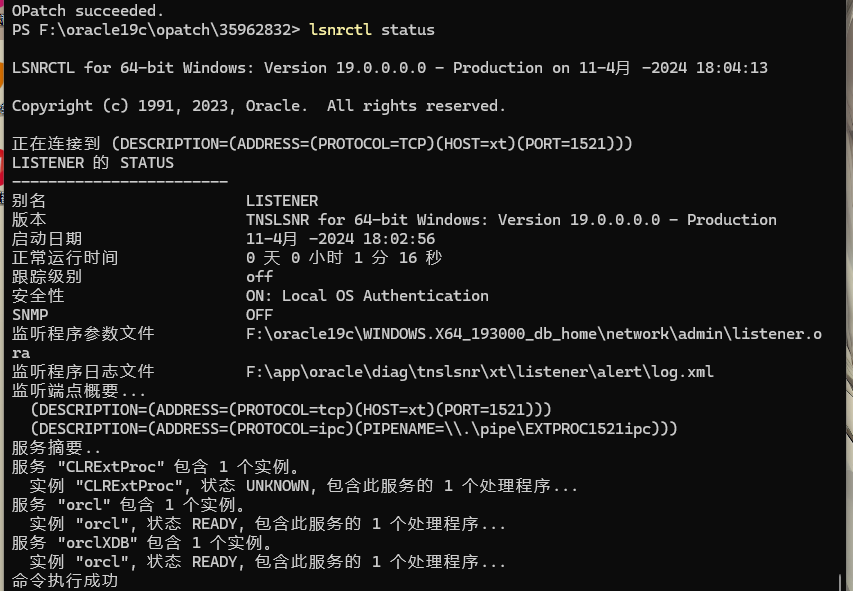 OPatch succeeded.
PS F:\oracle19c\opatch\35962832> lsnrctl status
LSNRCTL for 64-bit Windows: Version 19.0.0.0.0 - Production on 11-4月 -2024 18:04:13
Copyright (c) 1991, 2023, Oracle.  All rights reserved.
正在连接到 (DESCRIPTION=(ADDRESS=(PROTOCOL=TCP)(HOST=xt)(PORT=1521)))
LISTENER 的 STATUS
------------------------
别名                      LISTENER
版本                      TNSLSNR for 64-bit Windows: Version 19.0.0.0.0 - Production
启动日期                  11-4月 -2024 18:02:56
正常运行时间              0 天 0 小时 1 分 16 秒
跟踪级别                  off
安全性                    ON: Local OS Authentication
SNMP                      OFF
监听程序参数文件          F:\oracle19c\WINDOWS.X64_193000_db_home\network\admin\listener.o
ra
监听程序日志文件          F:\app\oracle\diag\tnslsnr\xt\listener\alert\log.xml
监听端点概要...
  (DESCRIPTION=(ADDRESS=(PROTOCOL=tcp)(HOST=xt)(PORT=1521)))
  (DESCRIPTION=(ADDRESS=(PROTOCOL=ipc)(PIPENAME=\\.\pipe\EXTPROC1521ipc)))
服务摘要..
服务 "CLRExtProc" 包含 1 个实例。
  实例 "CLRExtProc", 状态 UNKNOWN, 包含此服务的 1 个处理程序...
服务 "orcl" 包含 1 个实例。
  实例 "orcl", 状态 READY, 包含此服务的 1 个处理程序...
服务 "orclXDB" 包含 1 个实例。
  实例 "orcl", 状态 READY, 包含此服务的 1 个处理程序...
命令执行成功